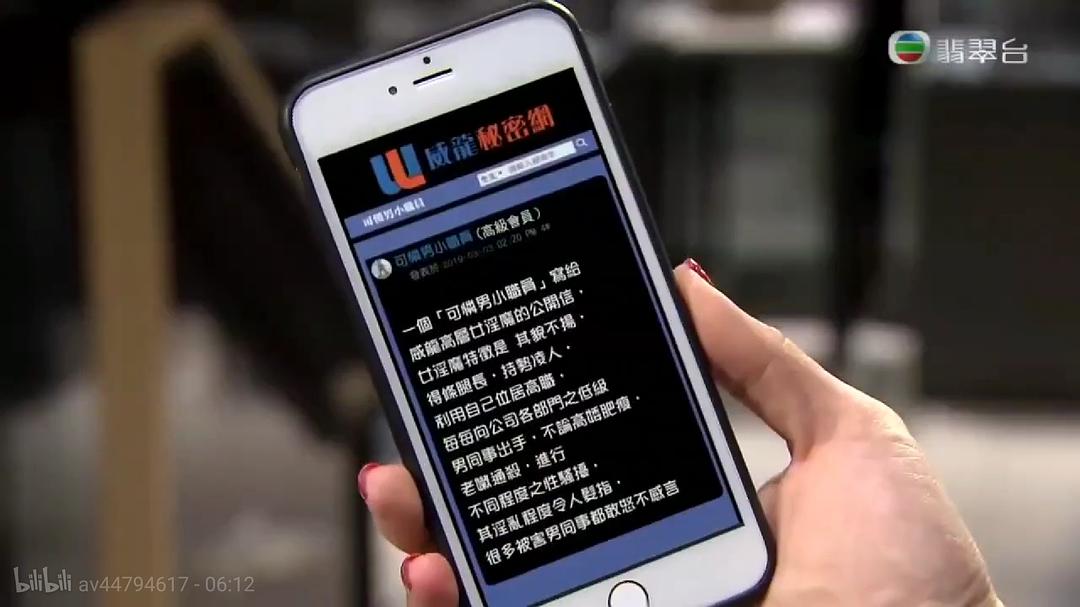 翡翠台
威龍秘密網
可憐男小職員
可憐男小職員(高級會員)
發表於 2019-03-03 02:20 PM 4#
一個「可憐男小職員」寫給
威龍高層女淫魔的公開信,
女淫魔特徵是 其貌不揚,
得條腿長,持勢凌人,
利用自己位居高職,
每每向公司各部門之低級
男同事出手,不論高矮肥瘦,
老嫩通殺,進行
不同程度之性騷擾,
其淫亂程度令人髮指,
很多被害男同事都敢怒不感言
bilibili av44794617 - 06:12